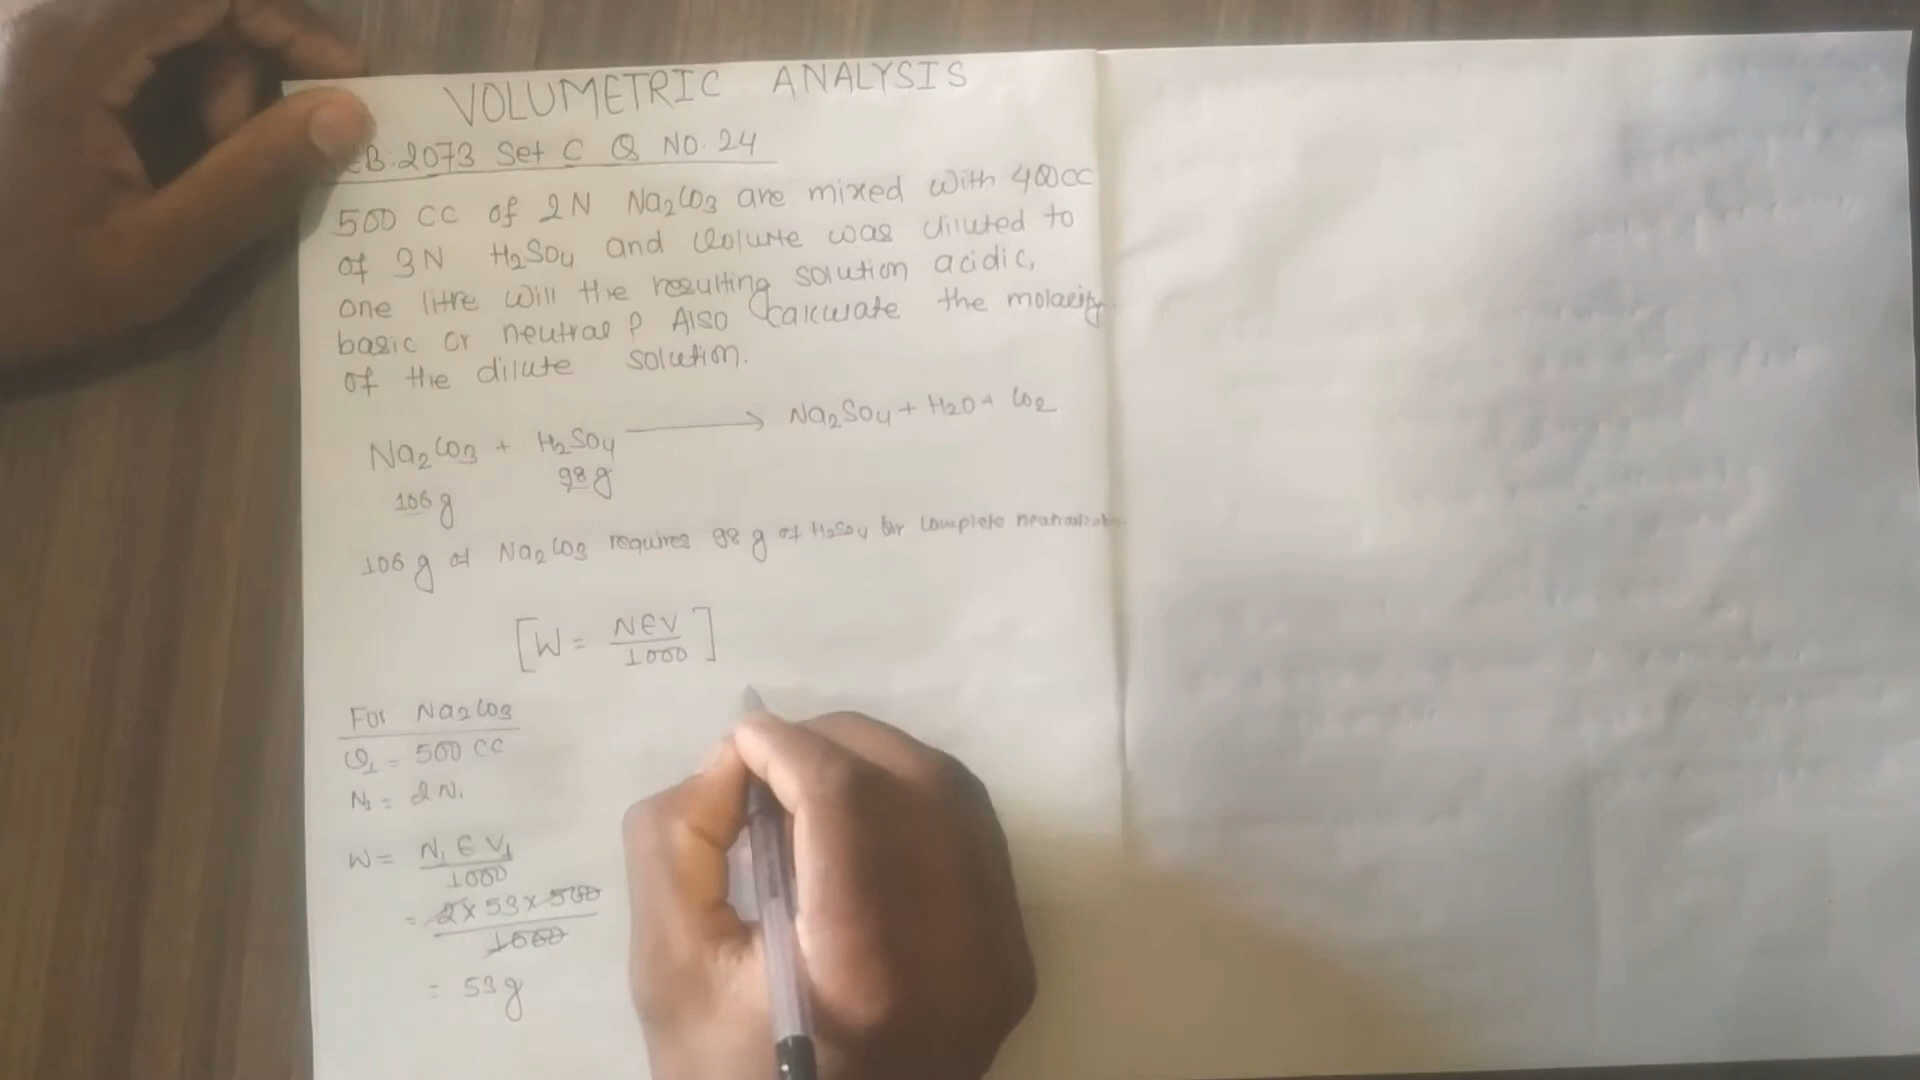 VOLUMETRIC ANALYSIS
2073 Set C Q NO. 24
500 CC of 2N Na2CO3 are mixed with 400CC
of 3N H2SO4 and volume was diluted to
one litre will the resulting solution acidic,
basic or neutral? Also calculate the molarity
of the dilute solution.
Na2CO3 + H2SO4 → Na2SO4 + H2O + CO2
106 g 98 g
106 g of Na2CO3 requires 98 g of H2SO4 for complete
[W = NEV/1000]
For Na2CO3
V1 = 500 CC
N1 = 2N.
W = N1 E V1/1000
= 2 x 53 x 500/1000
= 53 g